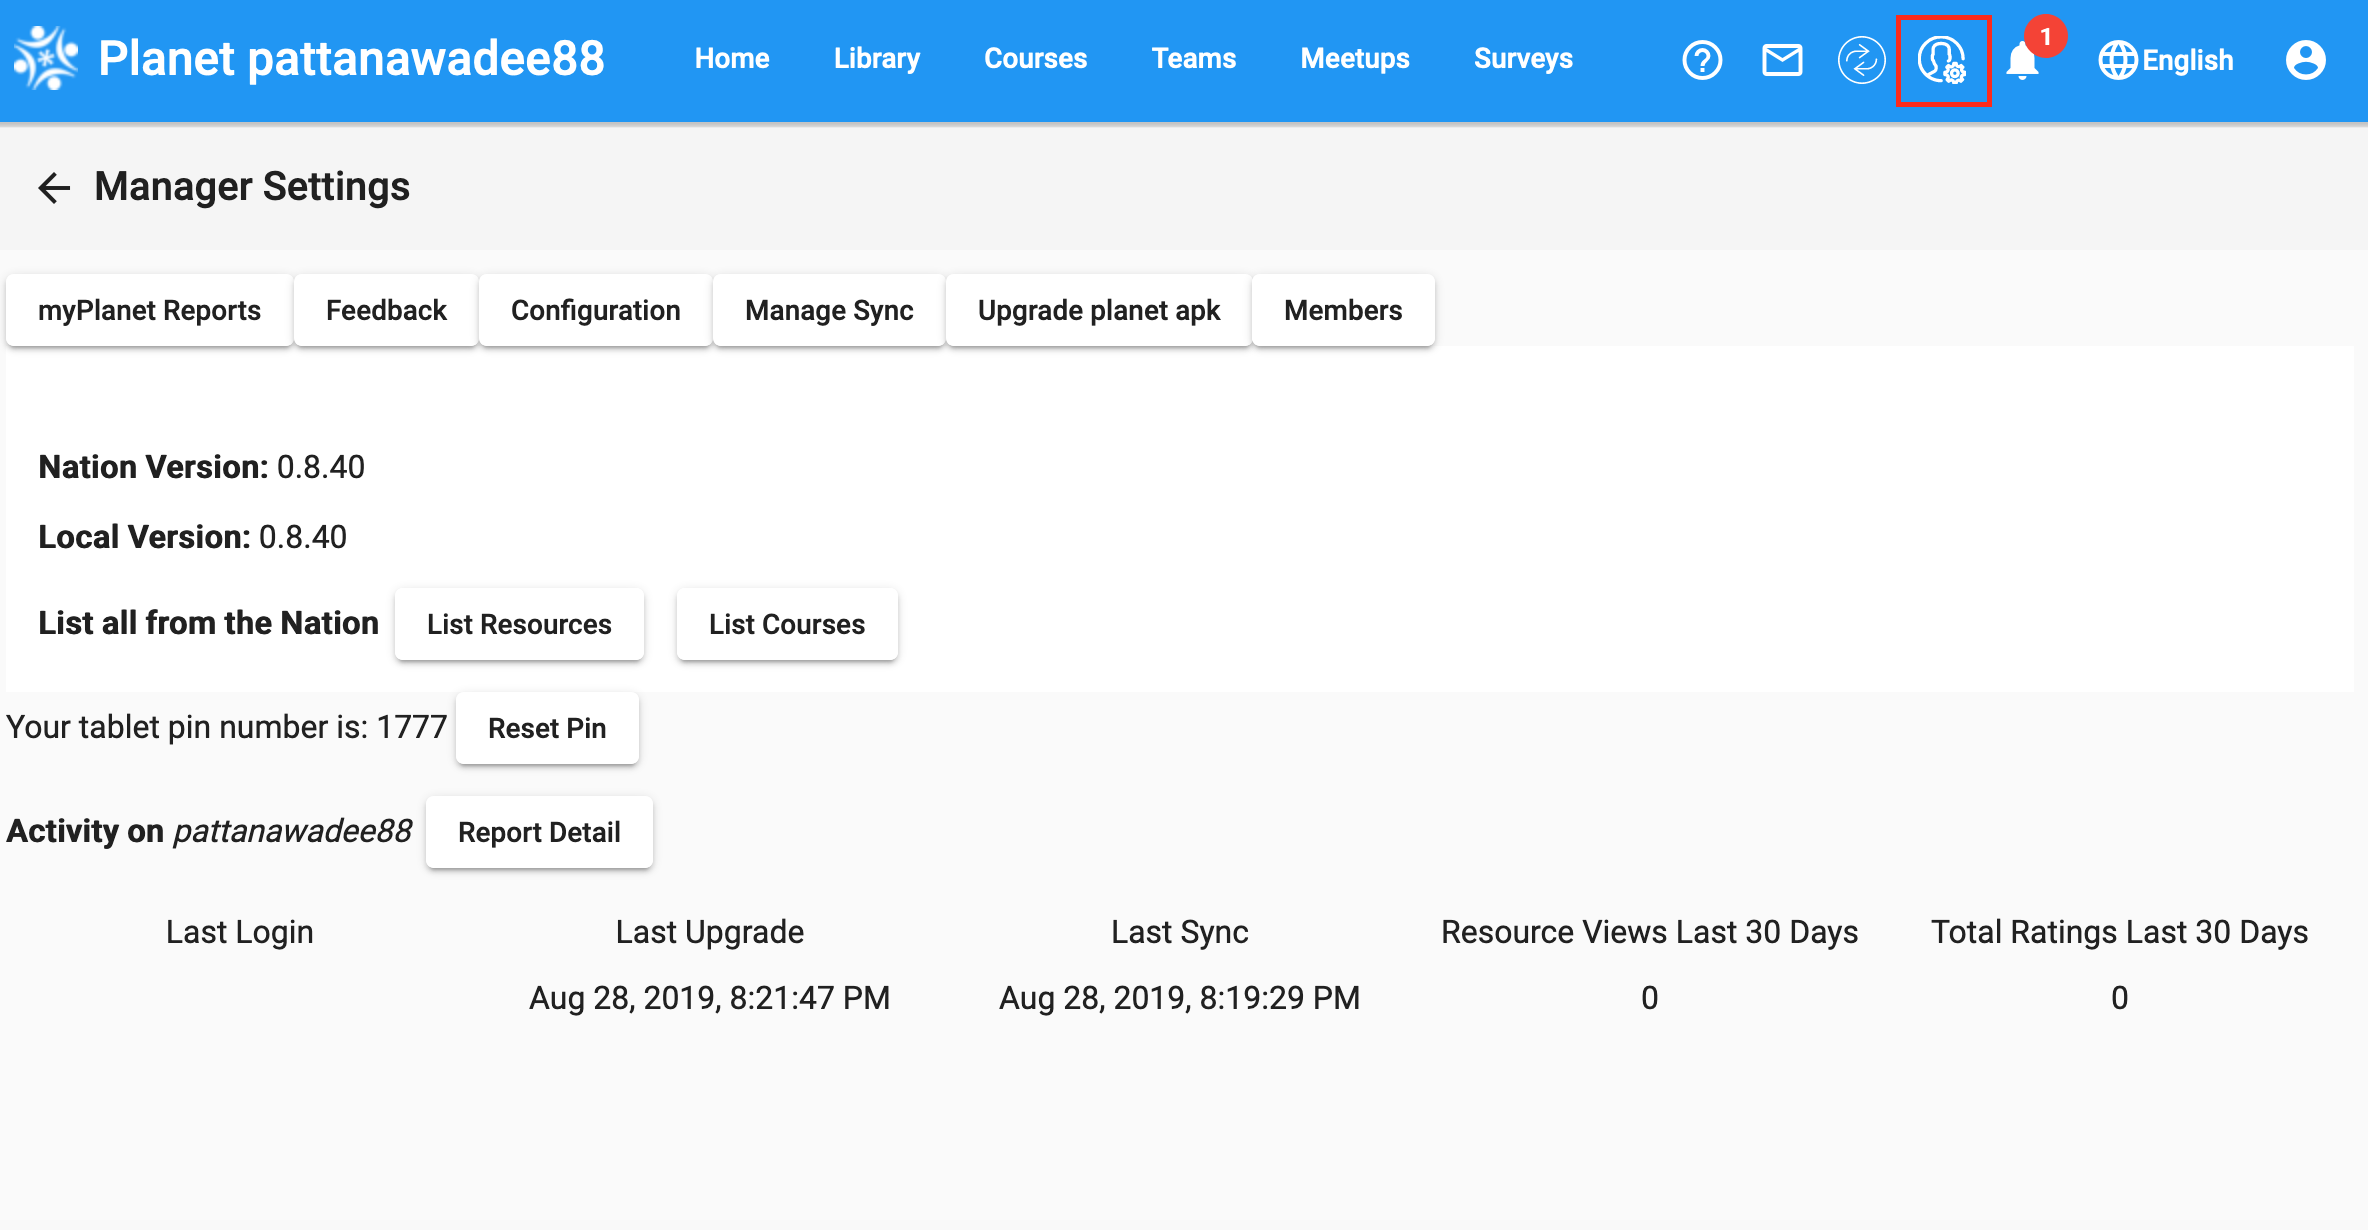 Planet pattanawadee88 Home Library Courses Teams Meetups Surveys 1 English
Manager Settings
myPlanet Reports Feedback Configuration Manage Sync Upgrade planet apk Members
Nation Version: 0.8.40
Local Version: 0.8.40
List all from the Nation List Resources List Courses
Your tablet pin number is: 1777 Reset Pin
Activity on pattanawadee88 Report Detail
Last Login Last Upgrade Last Sync Resource Views Last 30 Days Total Ratings Last 30 Days
Aug 28, 2019, 8:21:47 PM Aug 28, 2019, 8:19:29 PM 0 0